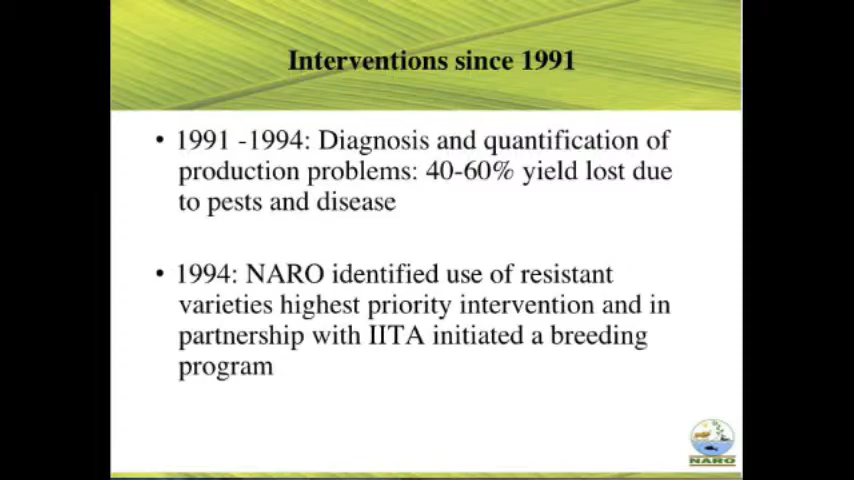 Interventions since 1991
• 1991 -1994: Diagnosis and quantification of
production problems: 40-60% yield lost due
to pests and disease
• 1994: NARO identified use of resistant
varieties highest priority intervention and in
partnership with IITA initiated a breeding
program
NARO